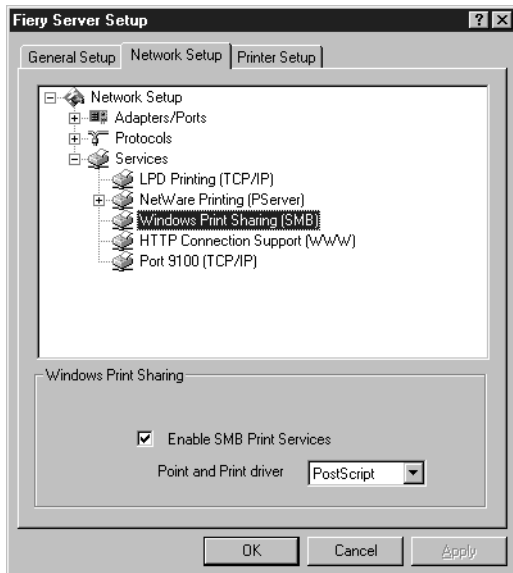 Fiery Server Setup
General Setup
Network Setup
Printer Setup
Network Setup
Adapters/Ports
Protocols
Services
LPD Printing (TCP/IP)
NetWare Printing (PServer)
Windows Print Sharing (SMB)
HTTP Connection Support (WWW)
Port 9100 (TCP/IP)
Windows Print Sharing
Enable SMB Print Services
Point and Print driver PostScript
OK Cancel Apply